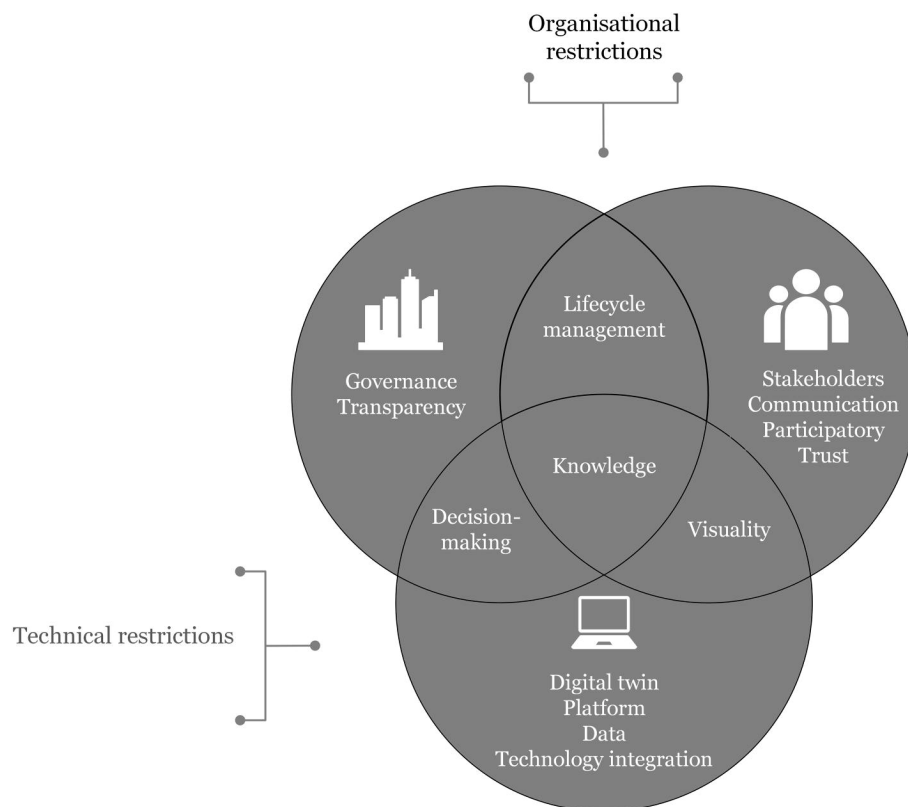 Organisational
restrictions
Lifecycle
management
Governance
Transparency
Stakeholders
Communication
Participatory
Trust
Knowledge
Decision-
making
Visuality
Technical restrictions
Digital twin
Platform
Data
Technology integration